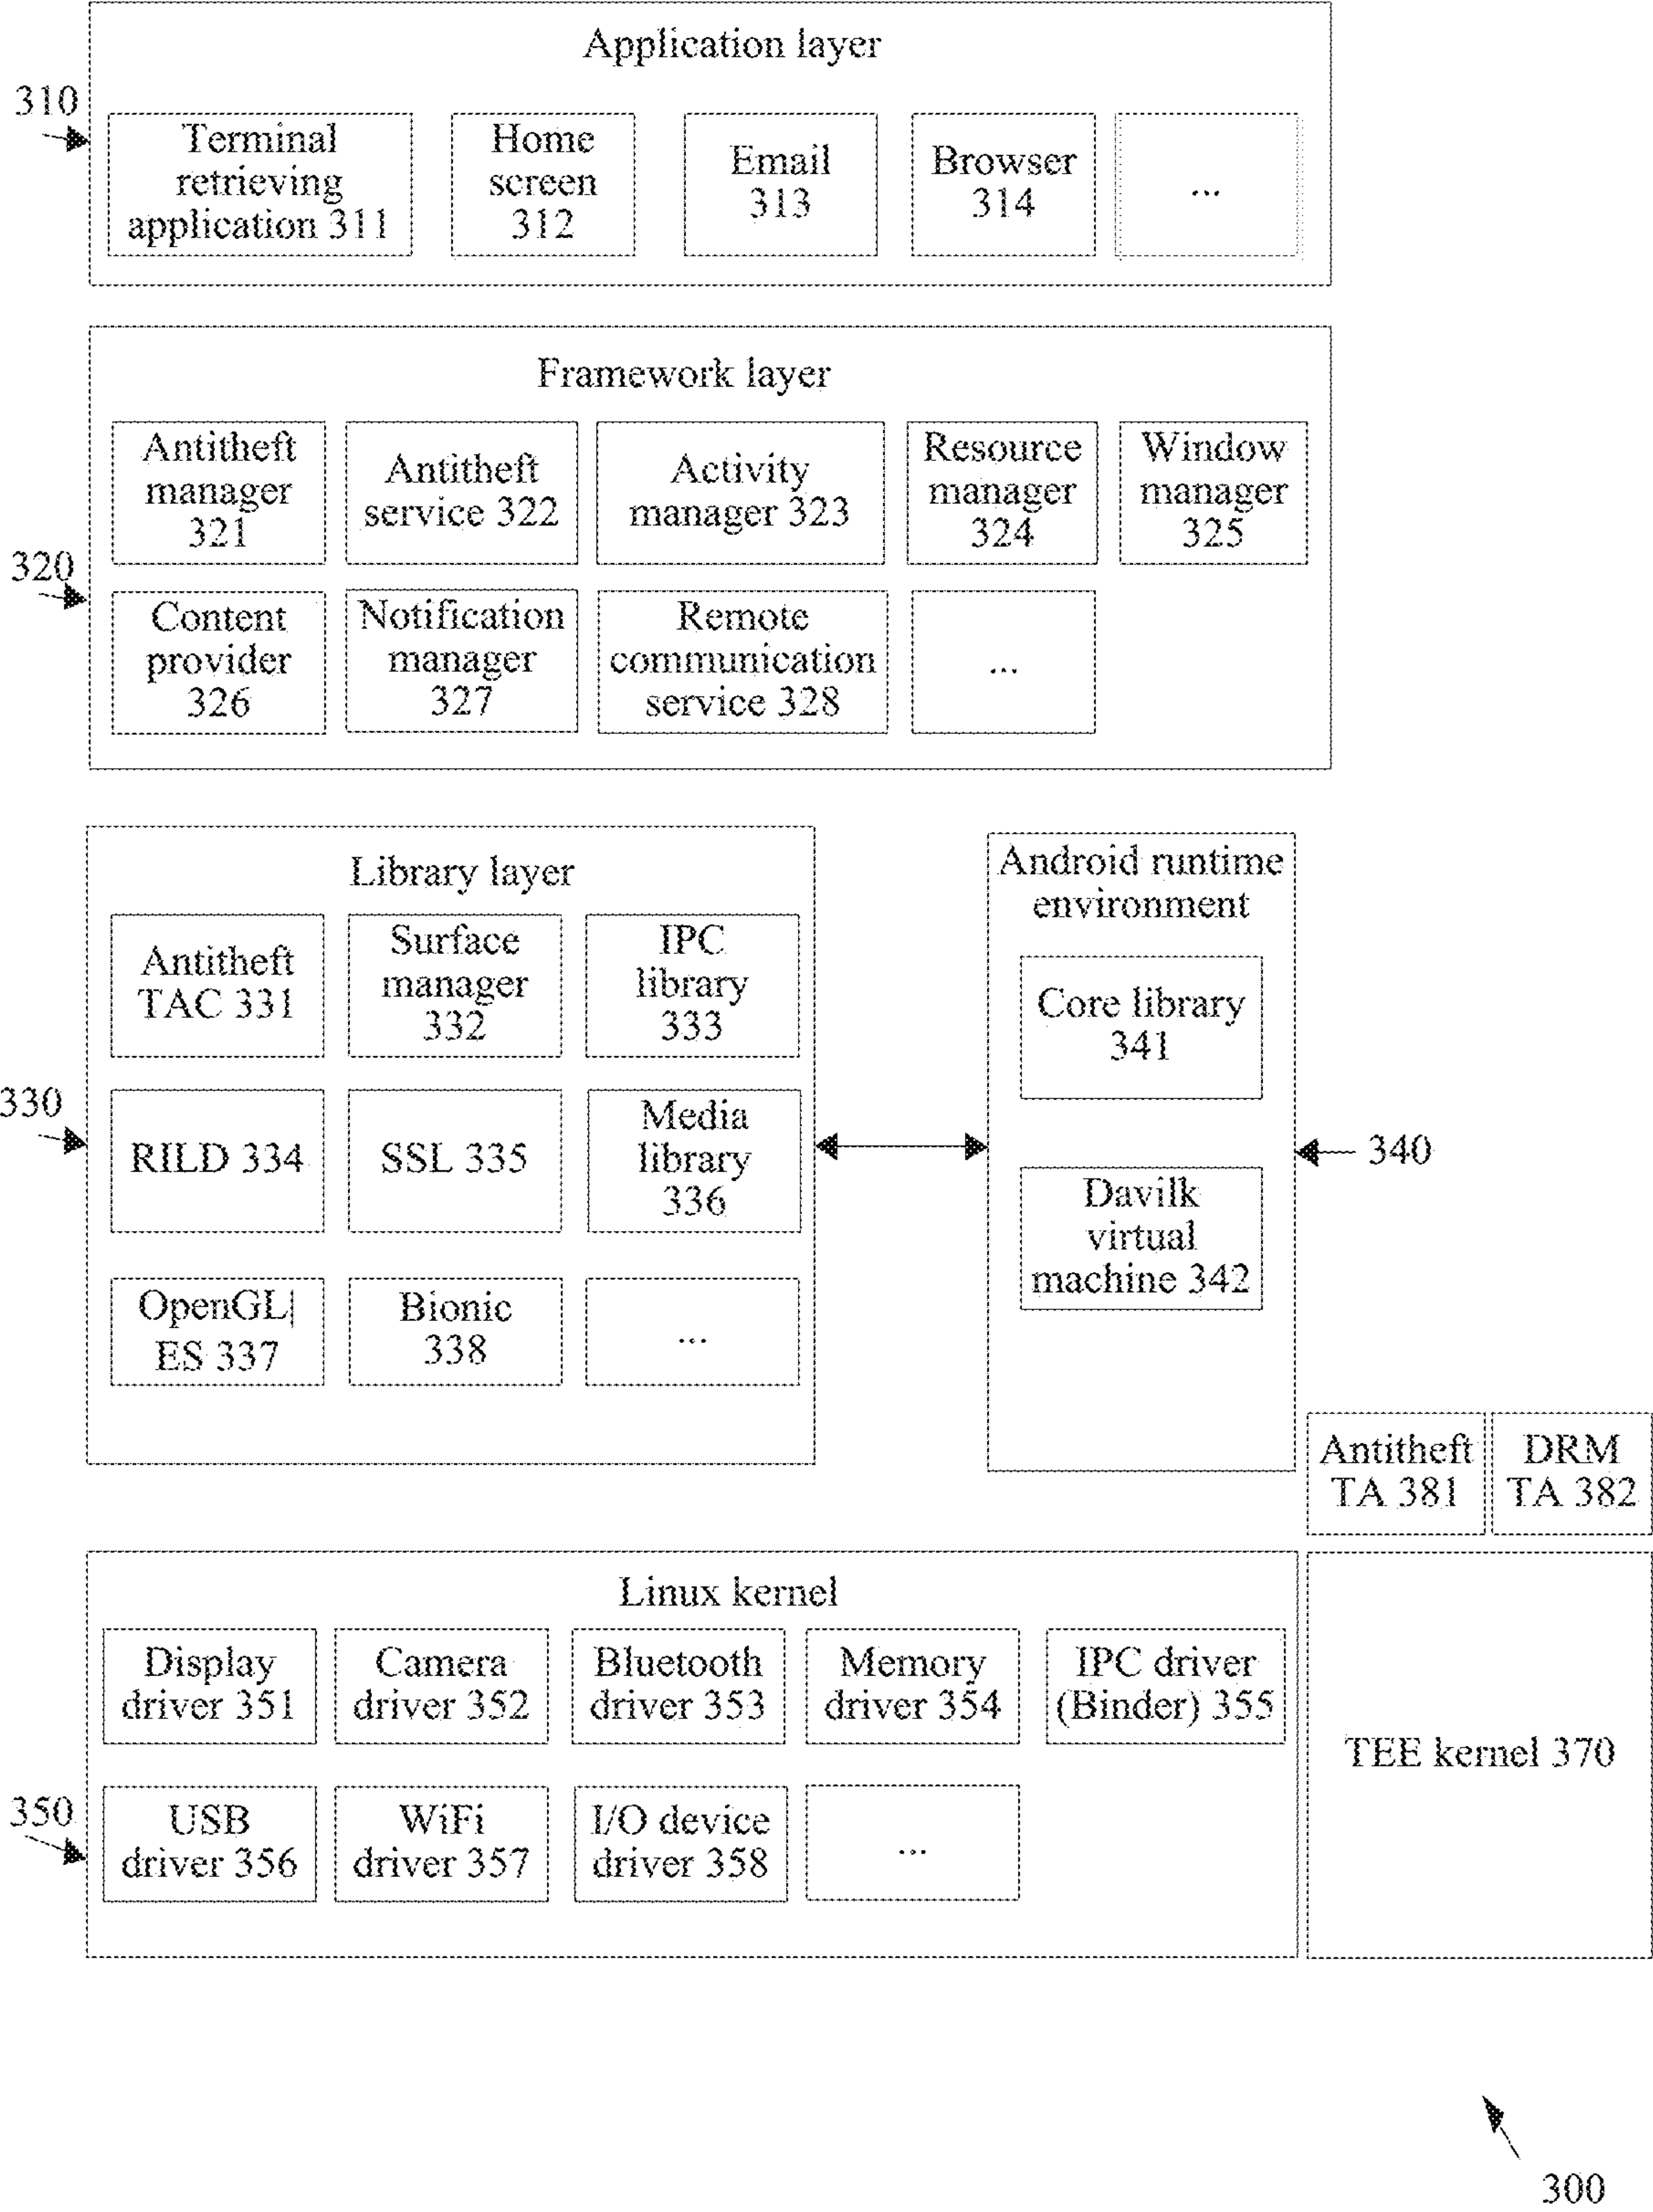 Application layer
310
Terminal
retrieving
application 311
Home
screen
312
Email
313
Browser
314
...
Framework layer
320
Antitheft
manager
321
Antitheft
service 322
Activity
manager 323
Resource
manager
324
Window
manager
325
Content
provider
326
Notification
manager
327
Remote
communication
service 328
...
Library layer
330
Antitheft
TAC 331
Surface
manager
332
IPC
library
333
RILD 334
SSL 335
Media
library
336
OpenGL|
ES 337
Bionic
338
...
Android runtime
environment
Core library
341
Davilk
virtual
machine 342
340
Antitheft
TA 381
DRM
TA 382
Linux kernel
350
Display
driver 351
Camera
driver 352
Bluetooth
driver 353
Memory
driver 354
IPC driver
(Binder) 355
USB
driver 356
WiFi
driver 357
I/O device
driver 358
...
TEE kernel 370
300